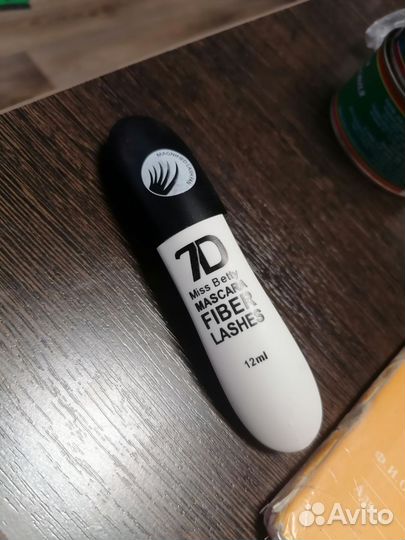 7D
Miss Betty
MASCARA
FIBER
LASHES
12ml
Avito